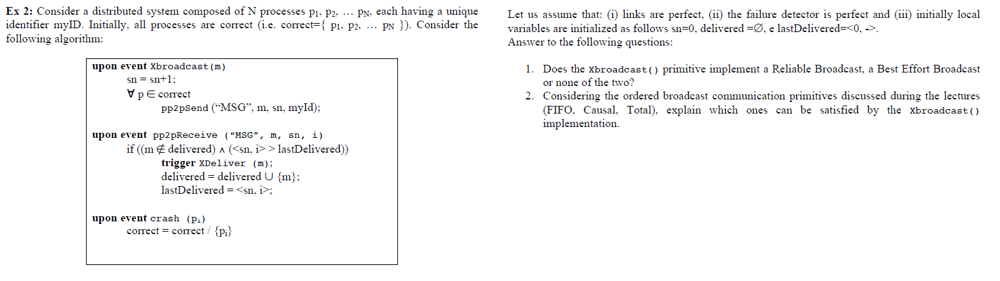 Ex 2: Consider a distributed system composed of N processes p1, p2, … pN, each having a unique
identifier myID. Initially, all processes are correct (i.e. correct={ p1, p2, … pN }). Consider the
following algorithm:
upon event Xbroadcast(m)
sn = sn+1;
∀ p ∈ correct
pp2pSend (“MSG”, m, sn, myId);
upon event pp2pReceive (“MSG”, m, sn, i)
if ((m ∉ delivered) ∧ (<sn, i> > lastDelivered))
trigger XDeliver (m);
delivered = delivered ∪ {m};
lastDelivered = <sn, i>;
upon event crash (pi)
correct = correct / {pi}
Let us assume that: (i) links are perfect, (ii) the failure detector is perfect and (iii) initially local
variables are initialized as follows sn=0, delivered =∅, e lastDelivered=<0, ->.
Answer to the following questions:
1. Does the Xbroadcast() primitive implement a Reliable Broadcast, a Best Effort Broadcast
or none of the two?
2. Considering the ordered broadcast communication primitives discussed during the lectures
(FIFO, Causal, Total), explain which ones can be satisfied by the Xbroadcast()
implementation.